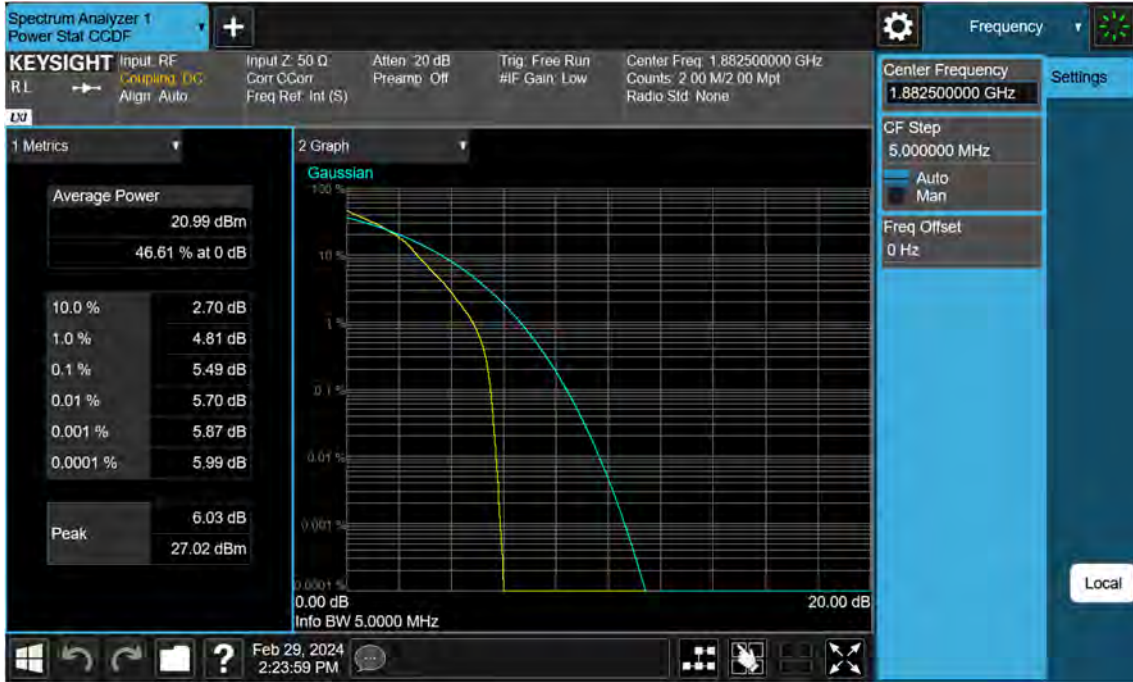 Spectrum Analyzer 1
Power Stat CCDF
+
Frequency
KEYSIGHT
RL
LXI
Input: RF
Coupling: DC
Align: Auto
Input Z: 50 Ω
Corr CCorr
Freq Ref: Int (S)
Atten: 20 dB
Preamp: Off
Trig: Free Run
#IF Gain: Low
Center Freq: 1.882500000 GHz
Counts: 2.00 M/2.00 Mpt
Radio Std: None
Center Frequency
1.882500000 GHz
Settings
CF Step
5.000000 MHz
Auto
Man
Freq Offset
0 Hz
1 Metrics
Average Power
20.99 dBm
46.61 % at 0 dB
10.0 % 2.70 dB
1.0 % 4.81 dB
0.1 % 5.49 dB
0.01 % 5.70 dB
0.001 % 5.87 dB
0.0001 % 5.99 dB
Peak
6.03 dB
27.02 dBm
2 Graph
Gaussian
100 %
10 %
1 %
0.1 %
0.01 %
0.001 %
0.0001 %
0.00 dB 20.00 dB
Info BW 5.0000 MHz
Local
?
Feb 29, 2024
2:23:59 PM